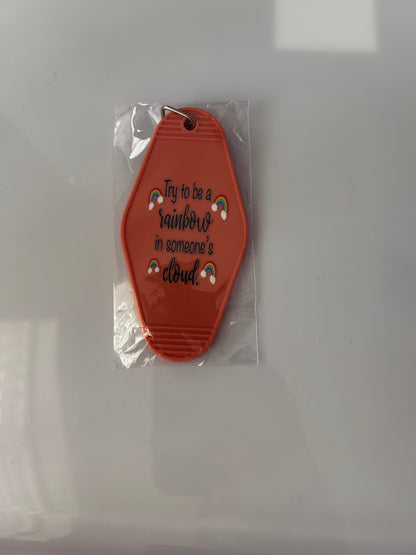 Try to be a
rainbow
in someone's
cloud.